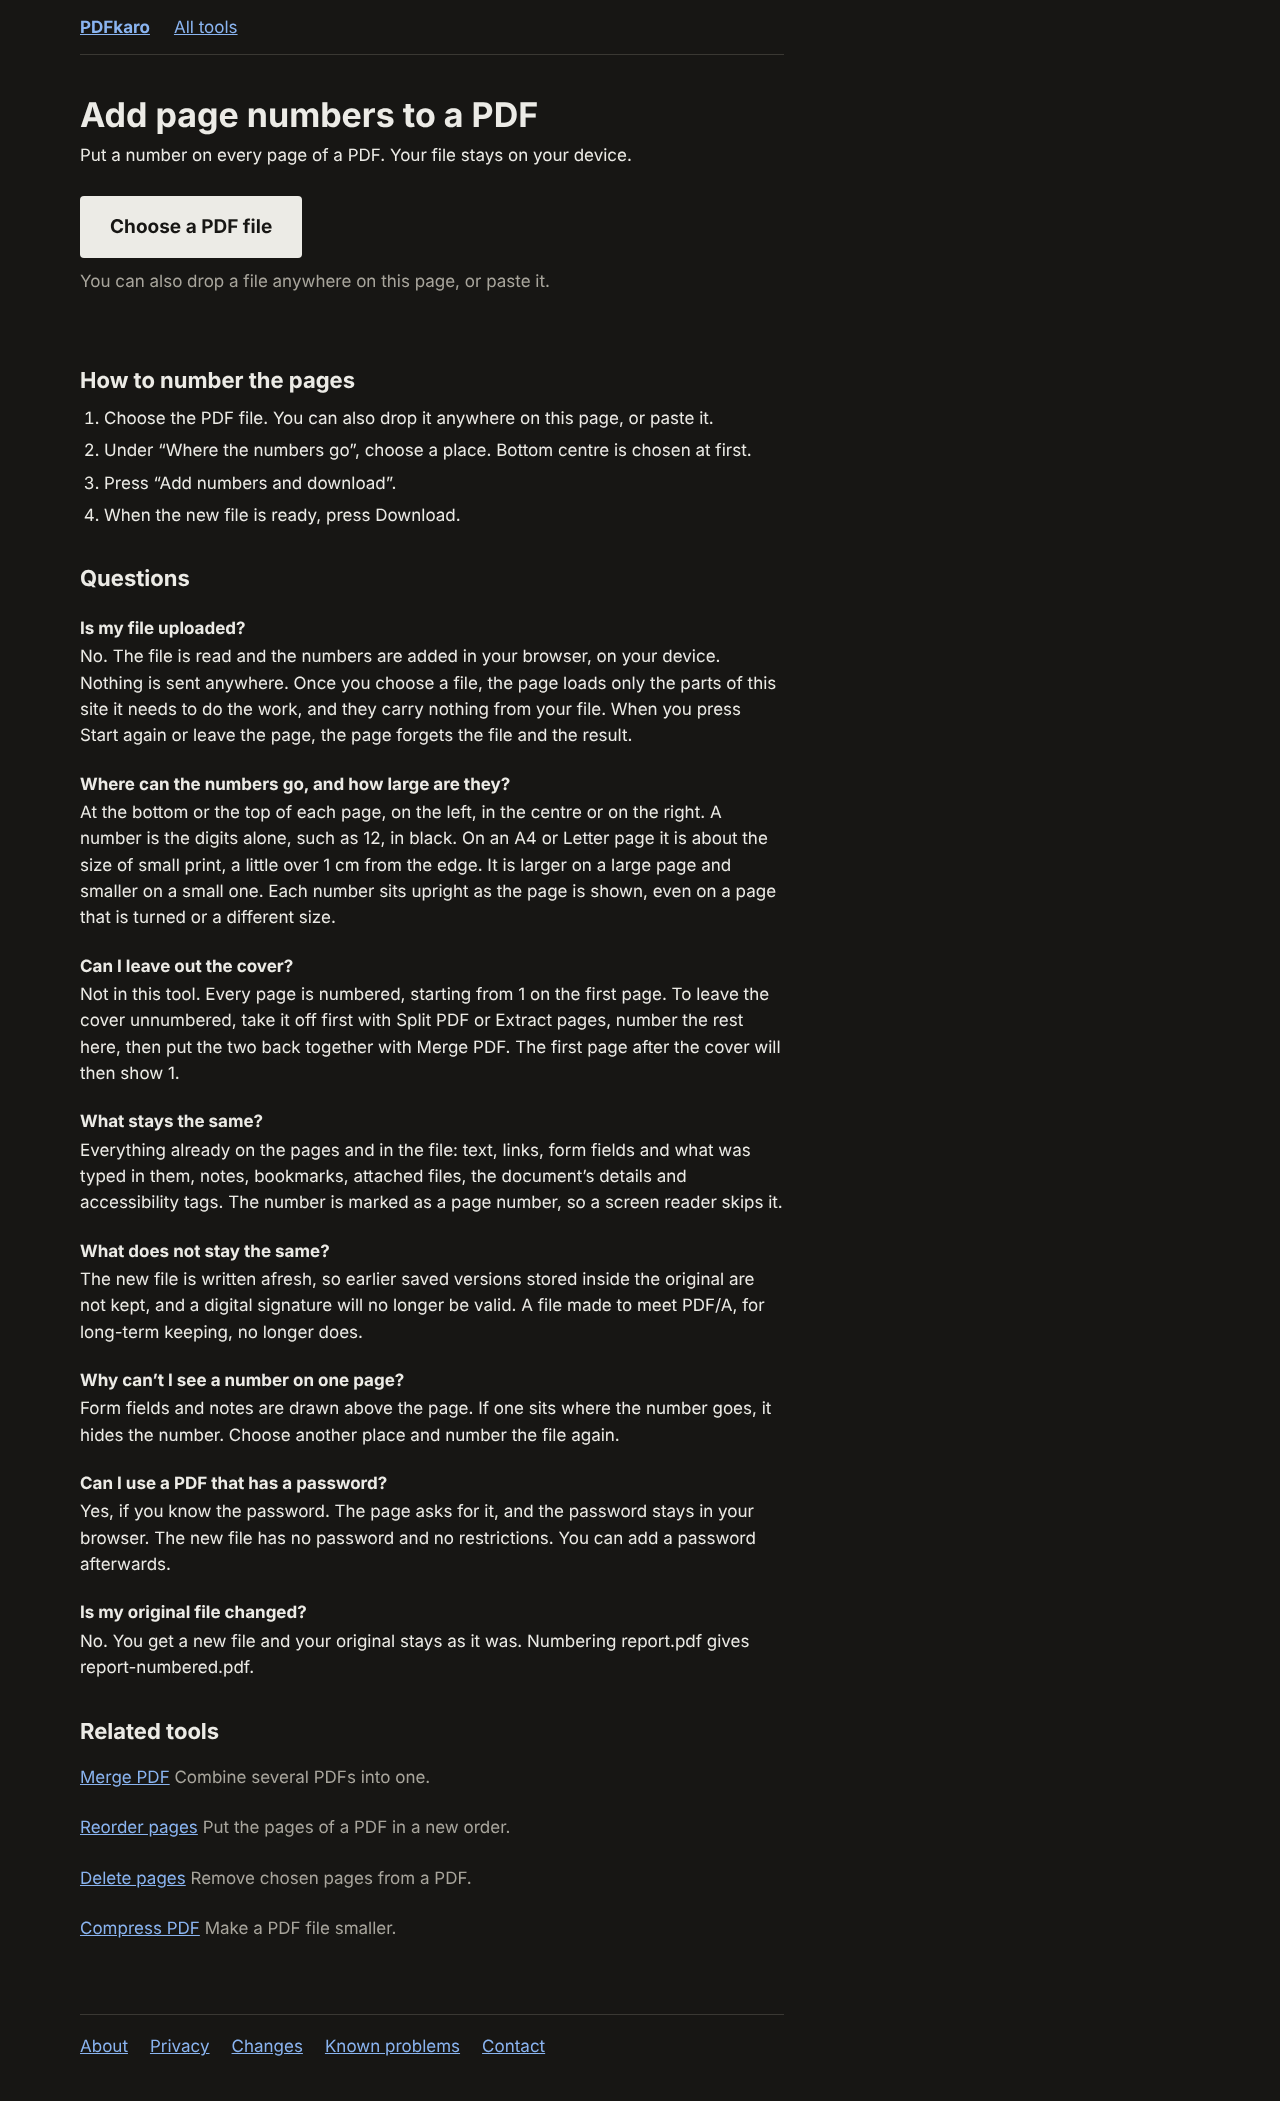 PDFkaro All tools
Add page numbers to a PDF
Put a number on every page of a PDF. Your file stays on your device.
Choose a PDF file
You can also drop a file anywhere on this page, or paste it.
How to number the pages
1. Choose the PDF file. You can also drop it anywhere on this page, or paste it.
2. Under “Where the numbers go”, choose a place. Bottom centre is chosen at first.
3. Press “Add numbers and download”.
4. When the new file is ready, press Download.
Questions
Is my file uploaded?
No. The file is read and the numbers are added in your browser, on your device.
Nothing is sent anywhere. Once you choose a file, the page loads only the parts of this
site it needs to do the work, and they carry nothing from your file. When you press
Start again or leave the page, the page forgets the file and the result.
Where can the numbers go, and how large are they?
At the bottom or the top of each page, on the left, in the centre or on the right. A
number is the digits alone, such as 12, in black. On an A4 or Letter page it is about the
size of small print, a little over 1 cm from the edge. It is larger on a large page and
smaller on a small one. Each number sits upright as the page is shown, even on a page
that is turned or a different size.
Can I leave out the cover?
Not in this tool. Every page is numbered, starting from 1 on the first page. To leave the
cover unnumbered, take it off first with Split PDF or Extract pages, number the rest
here, then put the two back together with Merge PDF. The first page after the cover will
then show 1.
What stays the same?
Everything already on the pages and in the file: text, links, form fields and what was
typed in them, notes, bookmarks, attached files, the document’s details and
accessibility tags. The number is marked as a page number, so a screen reader skips it.
What does not stay the same?
The new file is written afresh, so earlier saved versions stored inside the original are
not kept, and a digital signature will no longer be valid. A file made to meet PDF/A, for
long-term keeping, no longer does.
Why can’t I see a number on one page?
Form fields and notes are drawn above the page. If one sits where the number goes, it
hides the number. Choose another place and number the file again.
Can I use a PDF that has a password?
Yes, if you know the password. The page asks for it, and the password stays in your
browser. The new file has no password and no restrictions. You can add a password
afterwards.
Is my original file changed?
No. You get a new file and your original stays as it was. Numbering report.pdf gives
report-numbered.pdf.
Related tools
Merge PDF Combine several PDFs into one.
Reorder pages Put the pages of a PDF in a new order.
Delete pages Remove chosen pages from a PDF.
Compress PDF Make a PDF file smaller.
About Privacy Changes Known problems Contact